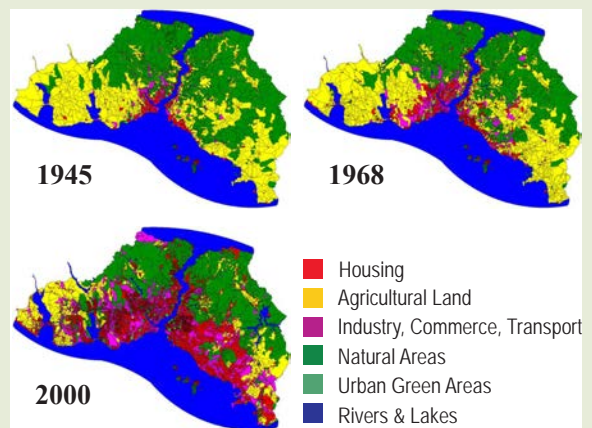 1945
1968
2000
Housing
Agricultural Land
Industry, Commerce, Transport
Natural Areas
Urban Green Areas
Rivers & Lakes